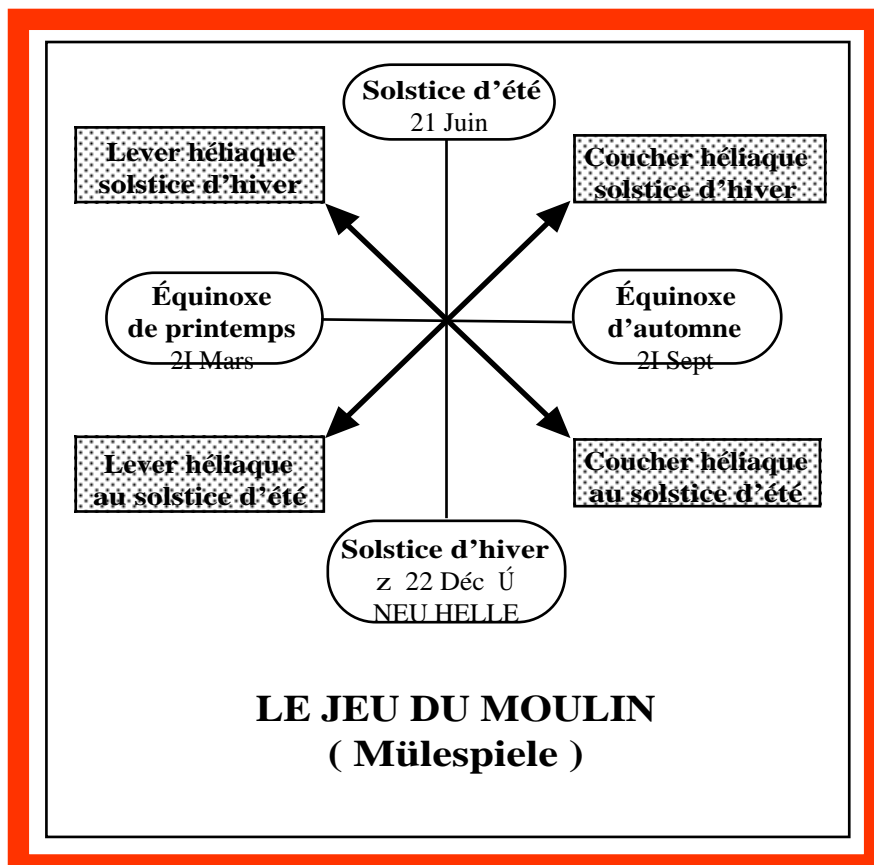 Solstice d’été
21 Juin
Lever héliaque
solstice d’hiver
Coucher héliaque
solstice d’hiver
Équinoxe
de printemps
2I Mars
Équinoxe
d’automne
2I Sept
Lever héliaque
au solstice d’été
Coucher héliaque
au solstice d’été
Solstice d’hiver
z 22 Déc Ú
NEU HELLE
LE JEU DU MOULIN
( Mülespiele )